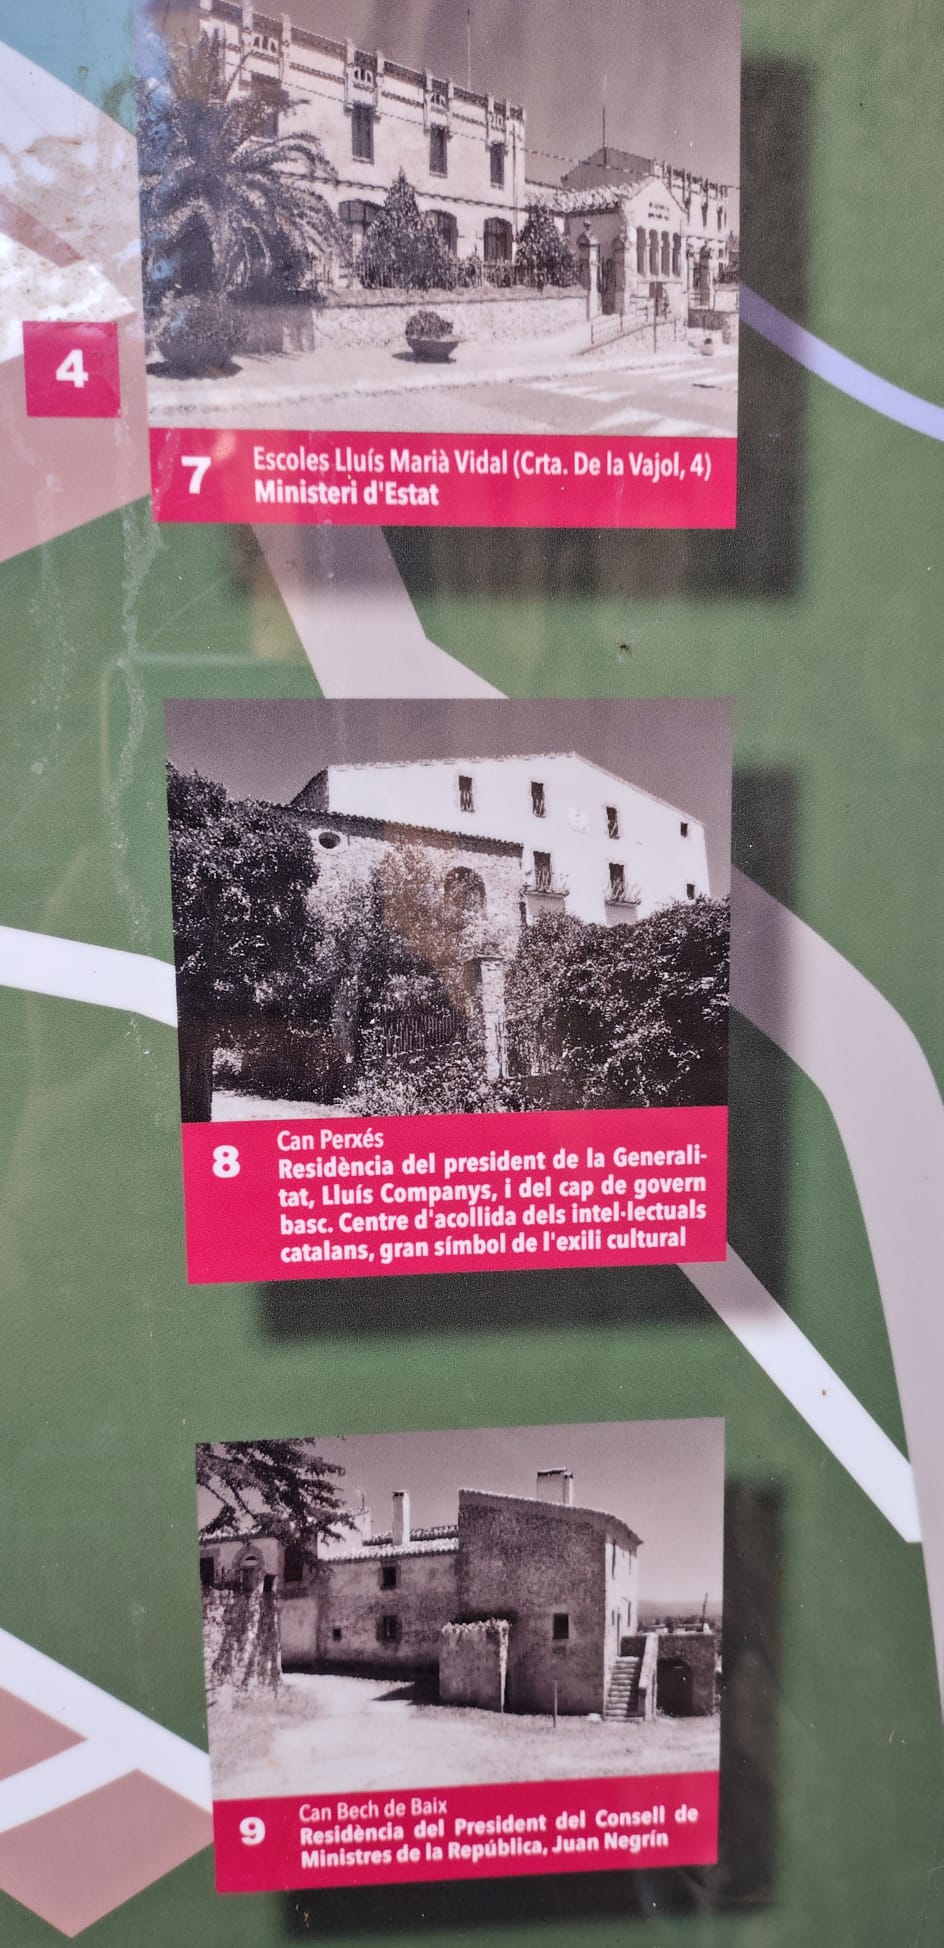 4
7
Escoles Lluís Marià Vidal (Crta. De la Vajol, 4)
Ministeri d'Estat
8
Can Perxés
Residència del president de la Generali-
tat, Lluís Companys, i del cap de govern
basc. Centre d'acollida dels intel·lectuals
catalans, gran símbol de l'exili cultural
9
Can Bech de Baix
Residència del President del Consell de
Ministres de la República, Juan Negrín